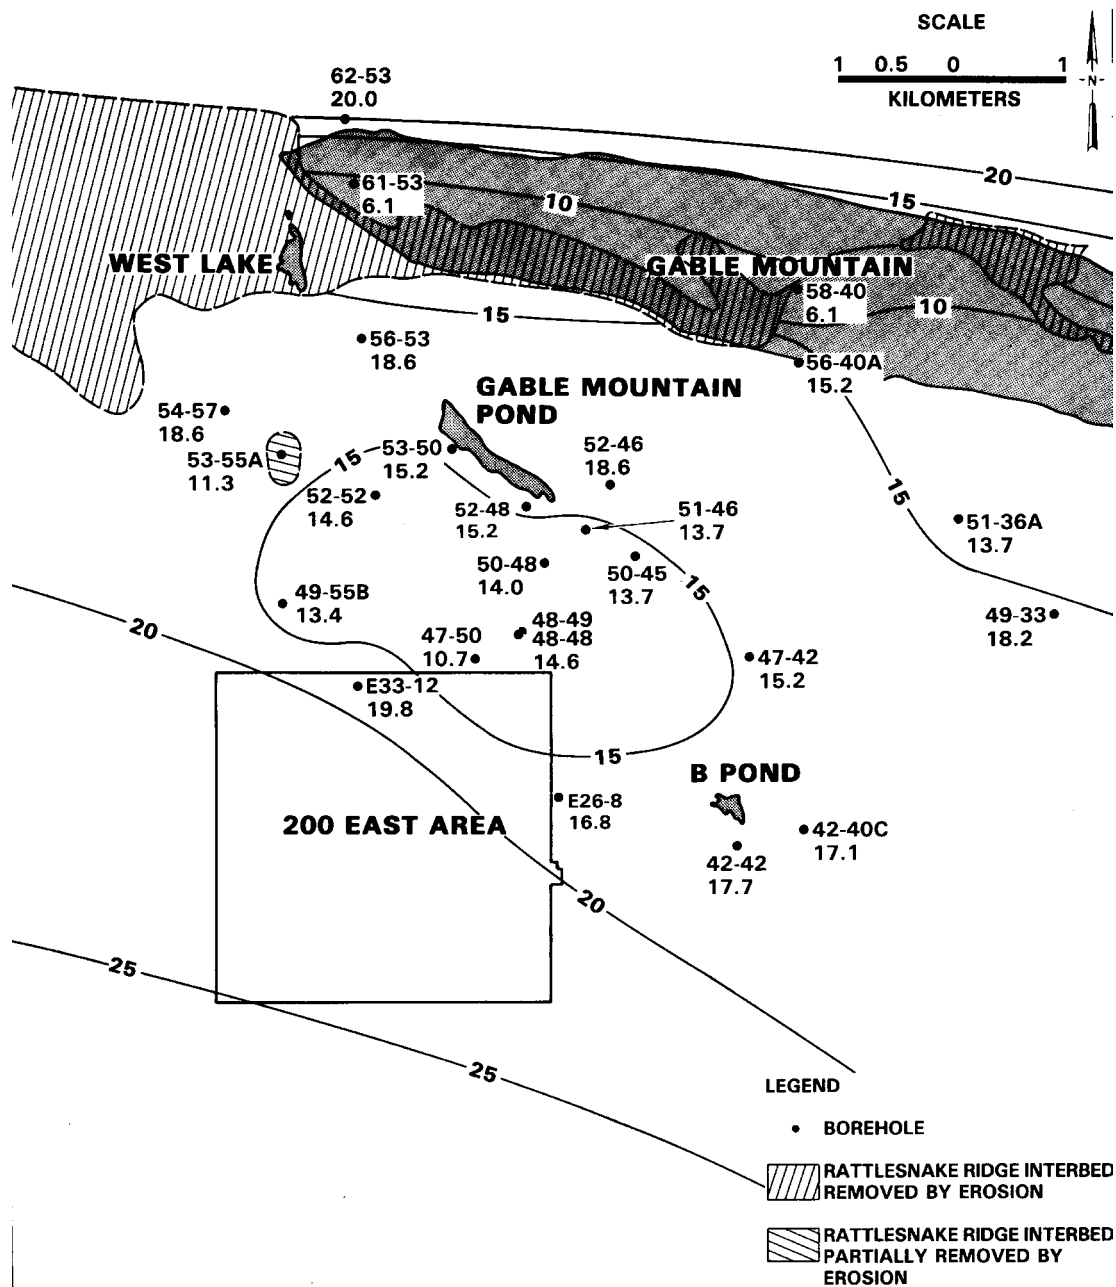 SCALE
1 0.5 0 1
KILOMETERS
N
62-53
20.0
20
15
61-53
6.1
10
WEST LAKE
GABLE MOUNTAIN
58-40
6.1
10
15
56-53
18.6
56-40A
15.2
GABLE MOUNTAIN
POND
54-57
18.6
53-55A
11.3
15
53-50
15.2
52-46
18.6
15
52-52
14.6
52-48
15.2
51-46
13.7
51-36A
13.7
50-48
14.0
50-45
13.7
15
49-55B
13.4
49-33
18.2
20
48-49
48-48
14.6
47-50
10.7
47-42
15.2
E33-12
19.8
15
B POND
E26-8
16.8
200 EAST AREA
42-40C
17.1
42-42
17.7
20
25
25
LEGEND
BOREHOLE
RATTLESNAKE RIDGE INTERBED
REMOVED BY EROSION
RATTLESNAKE RIDGE INTERBED
PARTIALLY REMOVED BY
EROSION